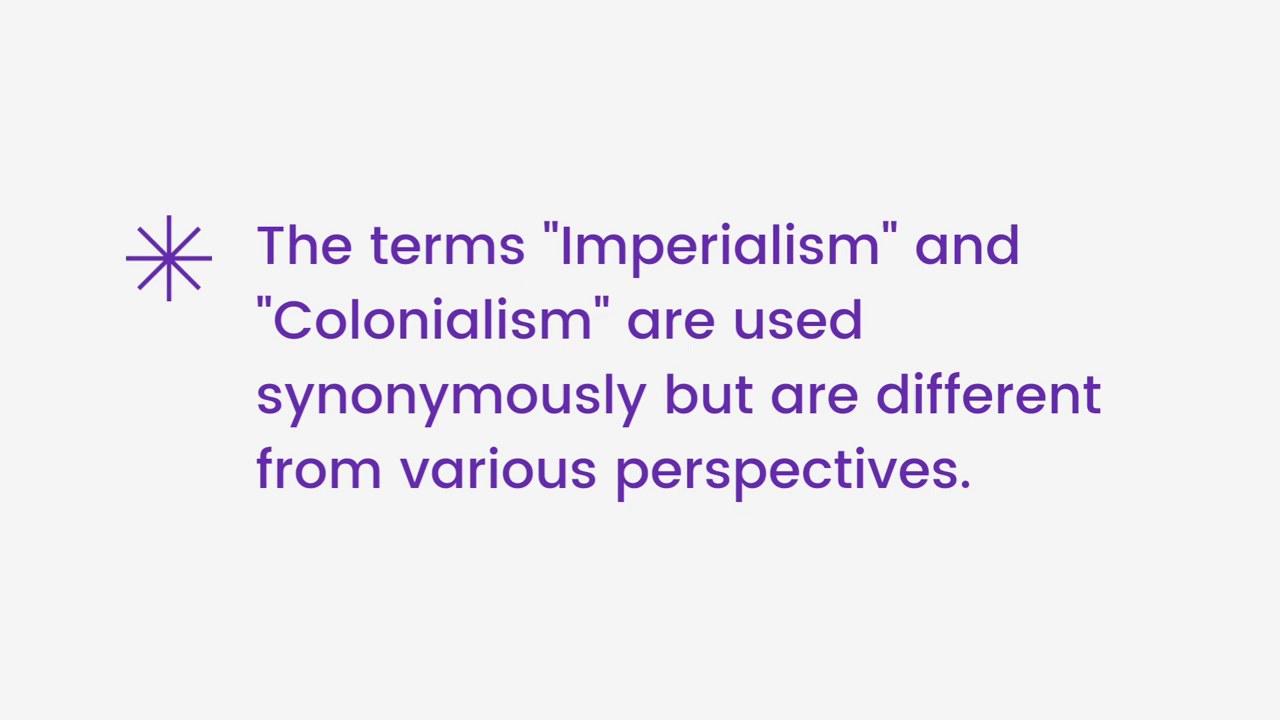 The terms "Imperialism" and
"Colonialism" are used
synonymously but are different
from various perspectives.